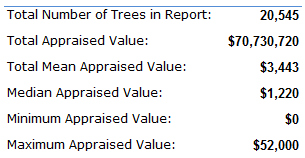 Total Number of Trees in Report: 20,545
Total Appraised Value: $70,730,720
Total Mean Appraised Value: $3,443
Median Appraised Value: $1,220
Minimum Appraised Value: $0
Maximum Appraised Value: $52,000